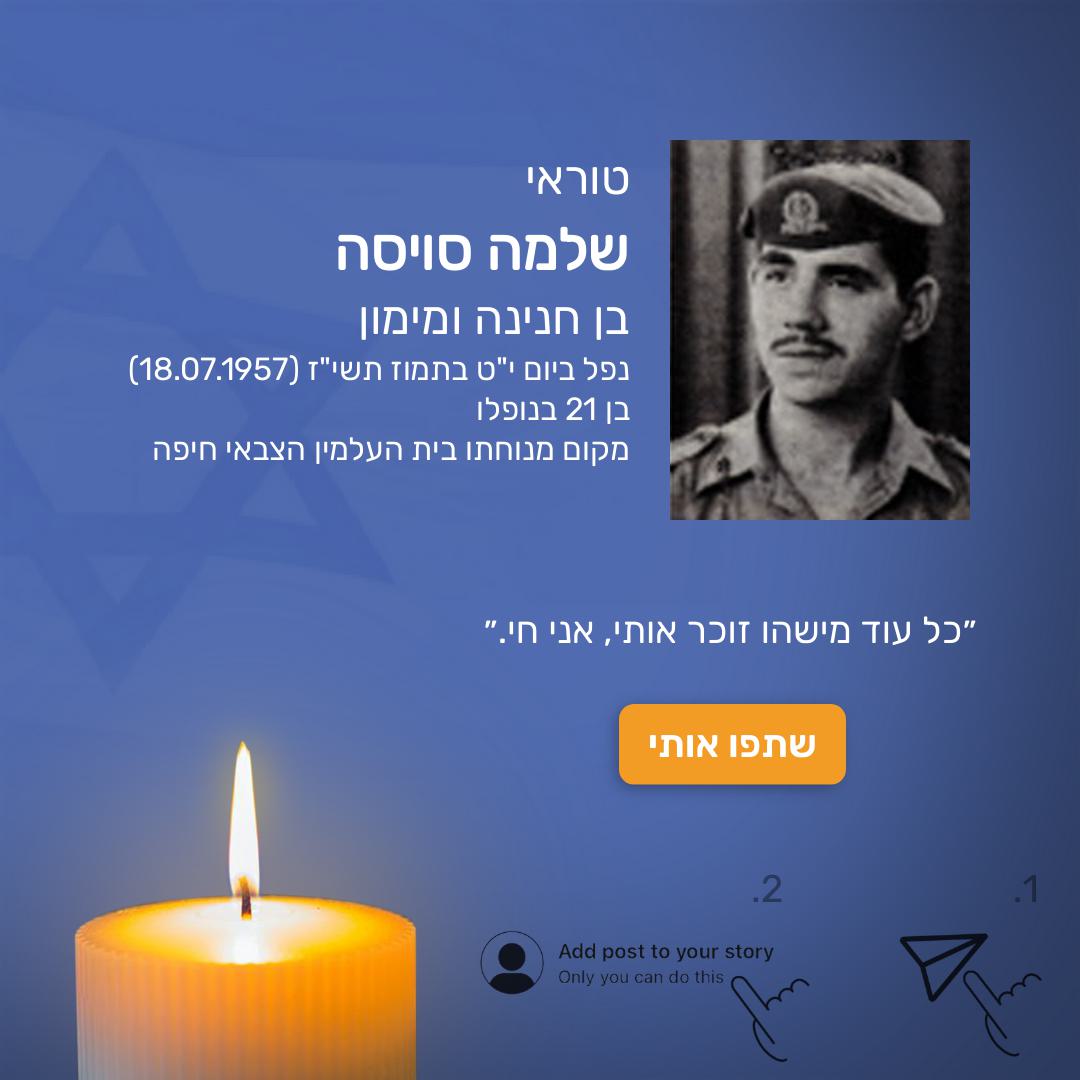 טוראי
שלמה סויסה
בן חנינה ומימון
נפל ביום י"ט בתמוז תשי"ז (18.07.1957)
בן 21 בנופלו
מקום מנוחתו בית העלמין הצבאי חיפה
"כל עוד מישהו זוכר אותי, אני חי."
שתפו אותי
1.
2.
Add post to your story
Only you can do this